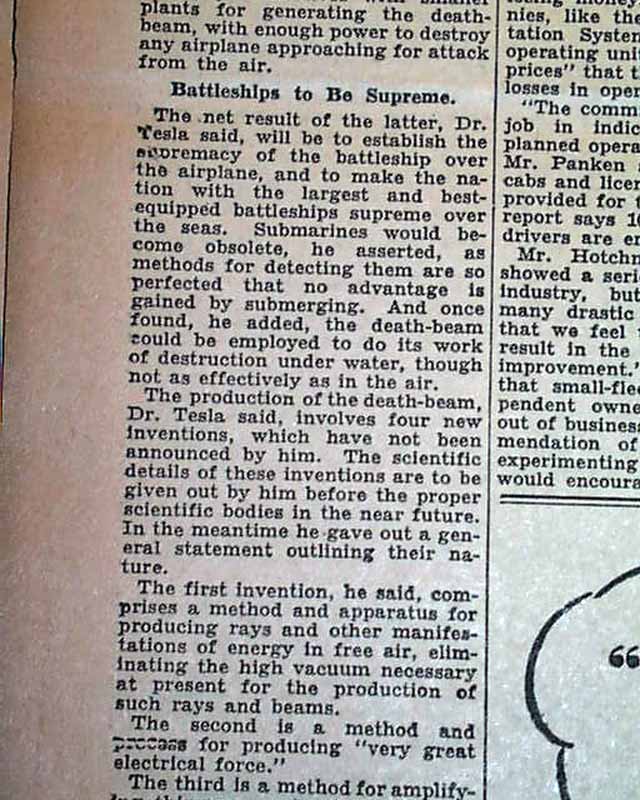 plants for generating the death-
beam, with enough power to destroy
any airplane approaching for attack
from the air.
Battleships to Be Supreme.
The net result of the latter, Dr.
Tesla said, will be to establish the
supremacy of the battleship over
the airplane, and to make the na-
tion with the largest and best-
equipped battleships supreme over
the seas. Submarines would be-
come obsolete, he asserted, as
methods for detecting them are so
perfected that no advantage is
gained by submerging. And once
found, he added, the death-beam
could be employed to do its work
of destruction under water, though
not as effectively as in the air.
The production of the death-beam,
Dr. Tesla said, involves four new
inventions, which have not been
announced by him. The scientific
details of these inventions are to be
given out by him before the proper
scientific bodies in the near future.
In the meantime he gave out a gen-
eral statement outlining their na-
ture.
The first invention, he said, com-
prises a method and apparatus for
producing rays and other manifes-
tations of energy in free air, elim-
inating the high vacuum necessary
at present for the production of
such rays and beams.
The second is a method and
process for producing "very great
electrical force."
The third is a method for amplify-
nies, like the
tation System
operating unit
prices" that t
losses in oper
"The comm
job in indic
planned opera
Mr. Panken
cabs and licen
provided for t
report says 1
drivers are e
Mr. Hotchn
showed a seri
industry, but
many drastic
that we feel
result in the
improvement.'
that small-flee
pendent owne
out of business
mendation of
experimenting
would encoura
"